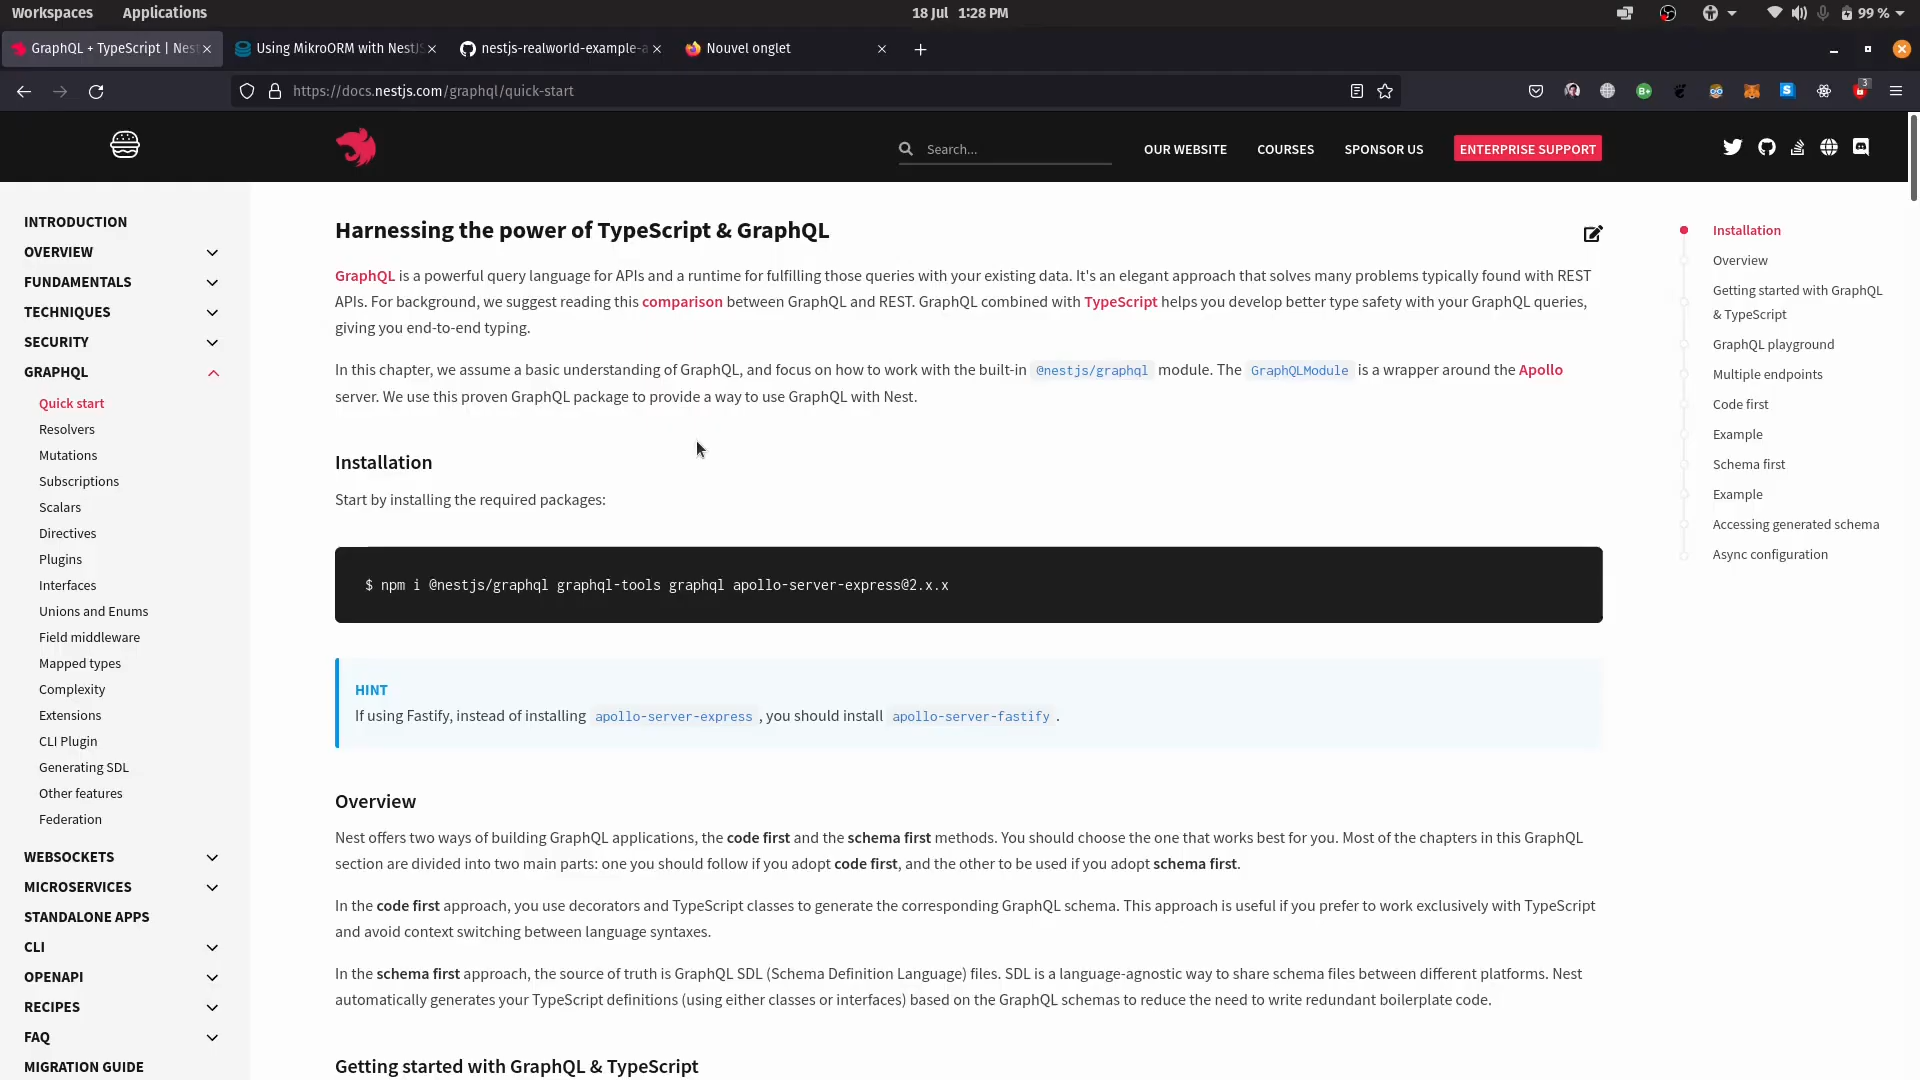 Workspaces Applications 18 Jul 1:28 PM 99 %
GraphQL + TypeScript | Nes Using MikroORM with NestJS nestjs-realworld-example-a Nouvel onglet
https://docs.nestjs.com/graphql/quick-start
3
Search...
OUR WEBSITE
COURSES
SPONSOR US
ENTERPRISE SUPPORT
INTRODUCTION
OVERVIEW
FUNDAMENTALS
TECHNIQUES
SECURITY
GRAPHQL
Quick start
Resolvers
Mutations
Subscriptions
Scalars
Directives
Plugins
Interfaces
Unions and Enums
Field middleware
Mapped types
Complexity
Extensions
CLI Plugin
Generating SDL
Other features
Federation
WEBSOCKETS
MICROSERVICES
STANDALONE APPS
CLI
OPENAPI
RECIPES
FAQ
MIGRATION GUIDE
Harnessing the power of TypeScript & GraphQL
GraphQL is a powerful query language for APIs and a runtime for fulfilling those queries with your existing data. It's an elegant approach that solves many problems typically found with REST
APIs. For background, we suggest reading this comparison between GraphQL and REST. GraphQL combined with TypeScript helps you develop better type safety with your GraphQL queries,
giving you end-to-end typing.
In this chapter, we assume a basic understanding of GraphQL, and focus on how to work with the built-in @nestjs/graphql module. The GraphQLModule is a wrapper around the Apollo
server. We use this proven GraphQL package to provide a way to use GraphQL with Nest.
Installation
Start by installing the required packages:
$ npm i @nestjs/graphql graphql-tools graphql apollo-server-express@2.x.x
HINT
If using Fastify, instead of installing apollo-server-express , you should install apollo-server-fastify .
Overview
Nest offers two ways of building GraphQL applications, the code first and the schema first methods. You should choose the one that works best for you. Most of the chapters in this GraphQL
section are divided into two main parts: one you should follow if you adopt code first, and the other to be used if you adopt schema first.
In the code first approach, you use decorators and TypeScript classes to generate the corresponding GraphQL schema. This approach is useful if you prefer to work exclusively with TypeScript
and avoid context switching between language syntaxes.
In the schema first approach, the source of truth is GraphQL SDL (Schema Definition Language) files. SDL is a language-agnostic way to share schema files between different platforms. Nest
automatically generates your TypeScript definitions (using either classes or interfaces) based on the GraphQL schemas to reduce the need to write redundant boilerplate code.
Getting started with GraphQL & TypeScript
Installation
Overview
Getting started with GraphQL
& TypeScript
GraphQL playground
Multiple endpoints
Code first
Example
Schema first
Example
Accessing generated schema
Async configuration